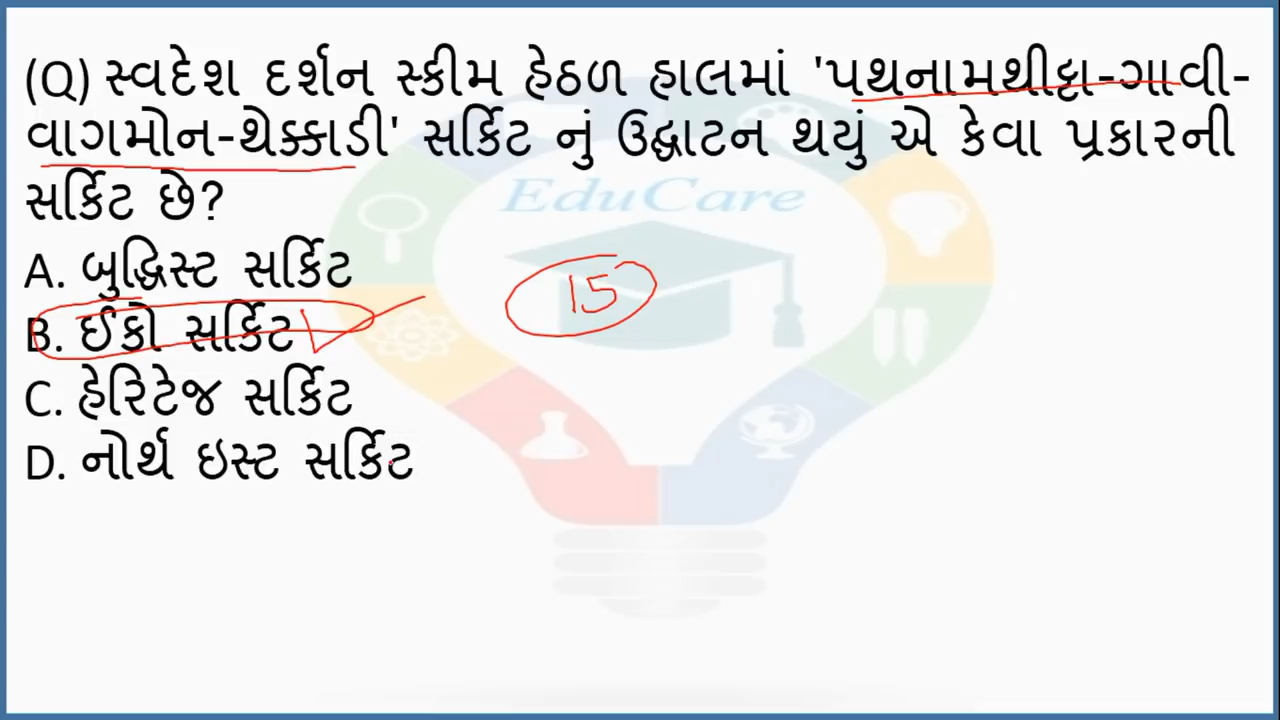 (Q) સ્વદેશ દર્શન સ્કીમ હેઠળ હાલમાં 'પથનામથીટ્ટા-ગાવી-
વાગમોન-થેક્કાડી' સર્કિટ નું ઉદ્ઘાટન થયું એ કેવા પ્રકારની
સર્કિટ છે?
EduCare
A. બુદ્ધિસ્ટ સર્કિટ
15
B. ઈકો સર્કિટ
C. હેરિટેજ સર્કિટ
D. નોર્થ ઇસ્ટ સર્કિટ